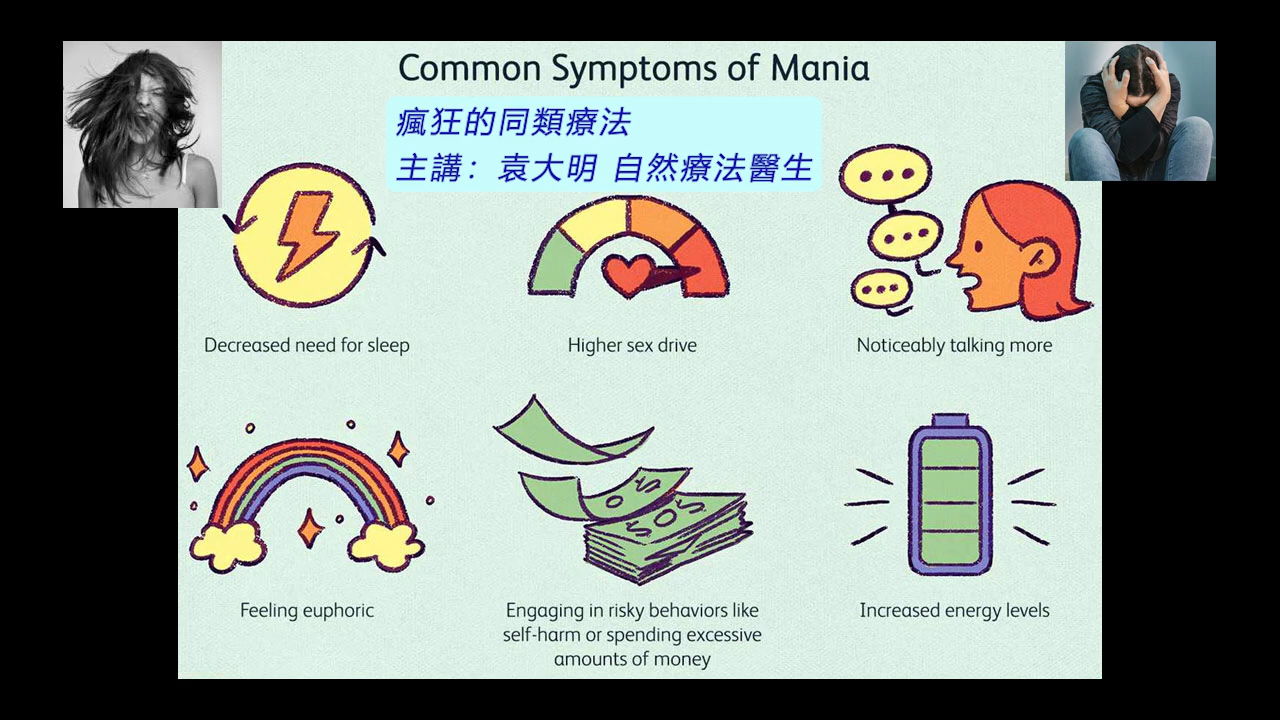 Common Symptoms of Mania
瘋狂的同類療法
主講：袁大明 自然療法醫生
Decreased need for sleep
Higher sex drive
Noticeably talking more
Feeling euphoric
Engaging in risky behaviors like
self-harm or spending excessive
amounts of money
Increased energy levels